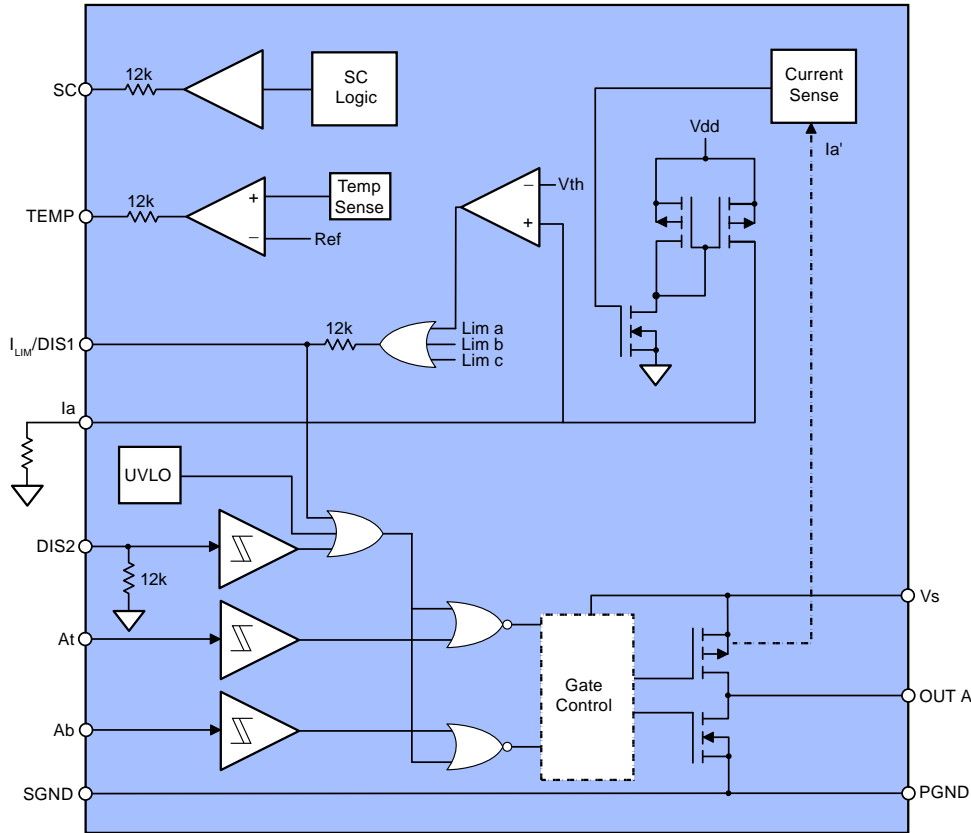 SC
12k
SC
Logic
Current
Sense
Vdd
Ia'
TEMP
12k
+
–
Temp
Sense
Ref
–
+
Vth
I_LIM/DIS1
12k
Lim a
Lim b
Lim c
Ia
UVLO
DIS2
12k
At
Ab
Gate
Control
Vs
OUT A
SGND
PGND